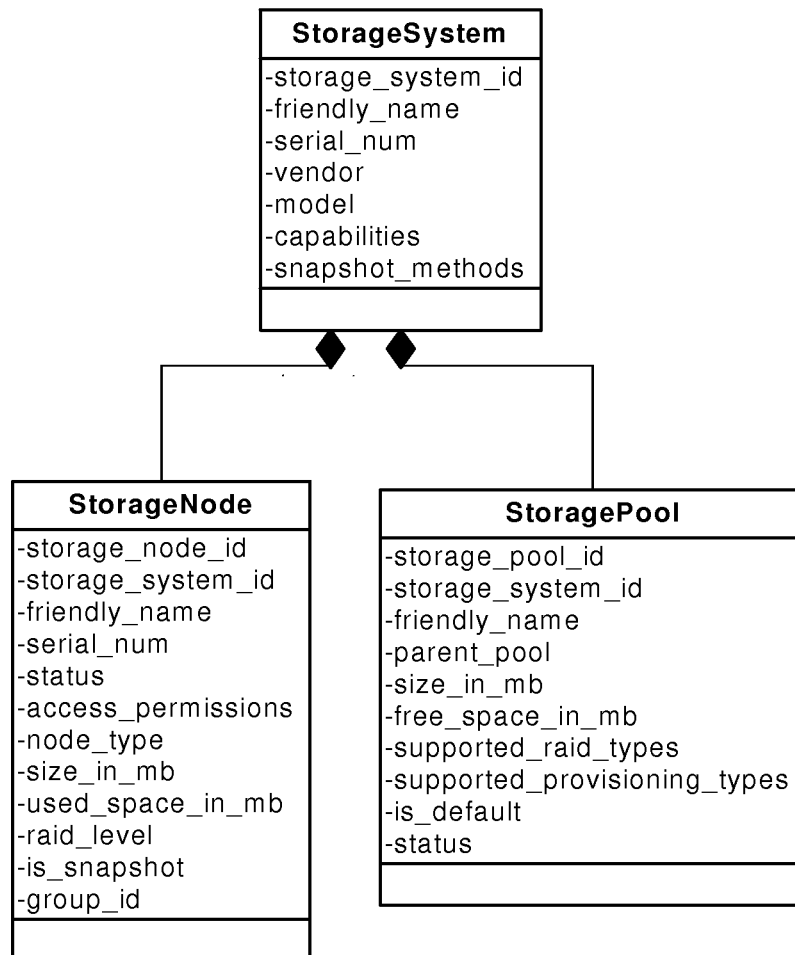 StorageSystem
-storage_system_id
-friendly_name
-serial_num
-vendor
-model
-capabilities
-snapshot_methods
StorageNode
-storage_node_id
-storage_system_id
-friendly_name
-serial_num
-status
-access_permissions
-node_type
-size_in_mb
-used_space_in_mb
-raid_level
-is_snapshot
-group_id
StoragePool
-storage_pool_id
-storage_system_id
-friendly_name
-parent_pool
-size_in_mb
-free_space_in_mb
-supported_raid_types
-supported_provisioning_types
-is_default
-status